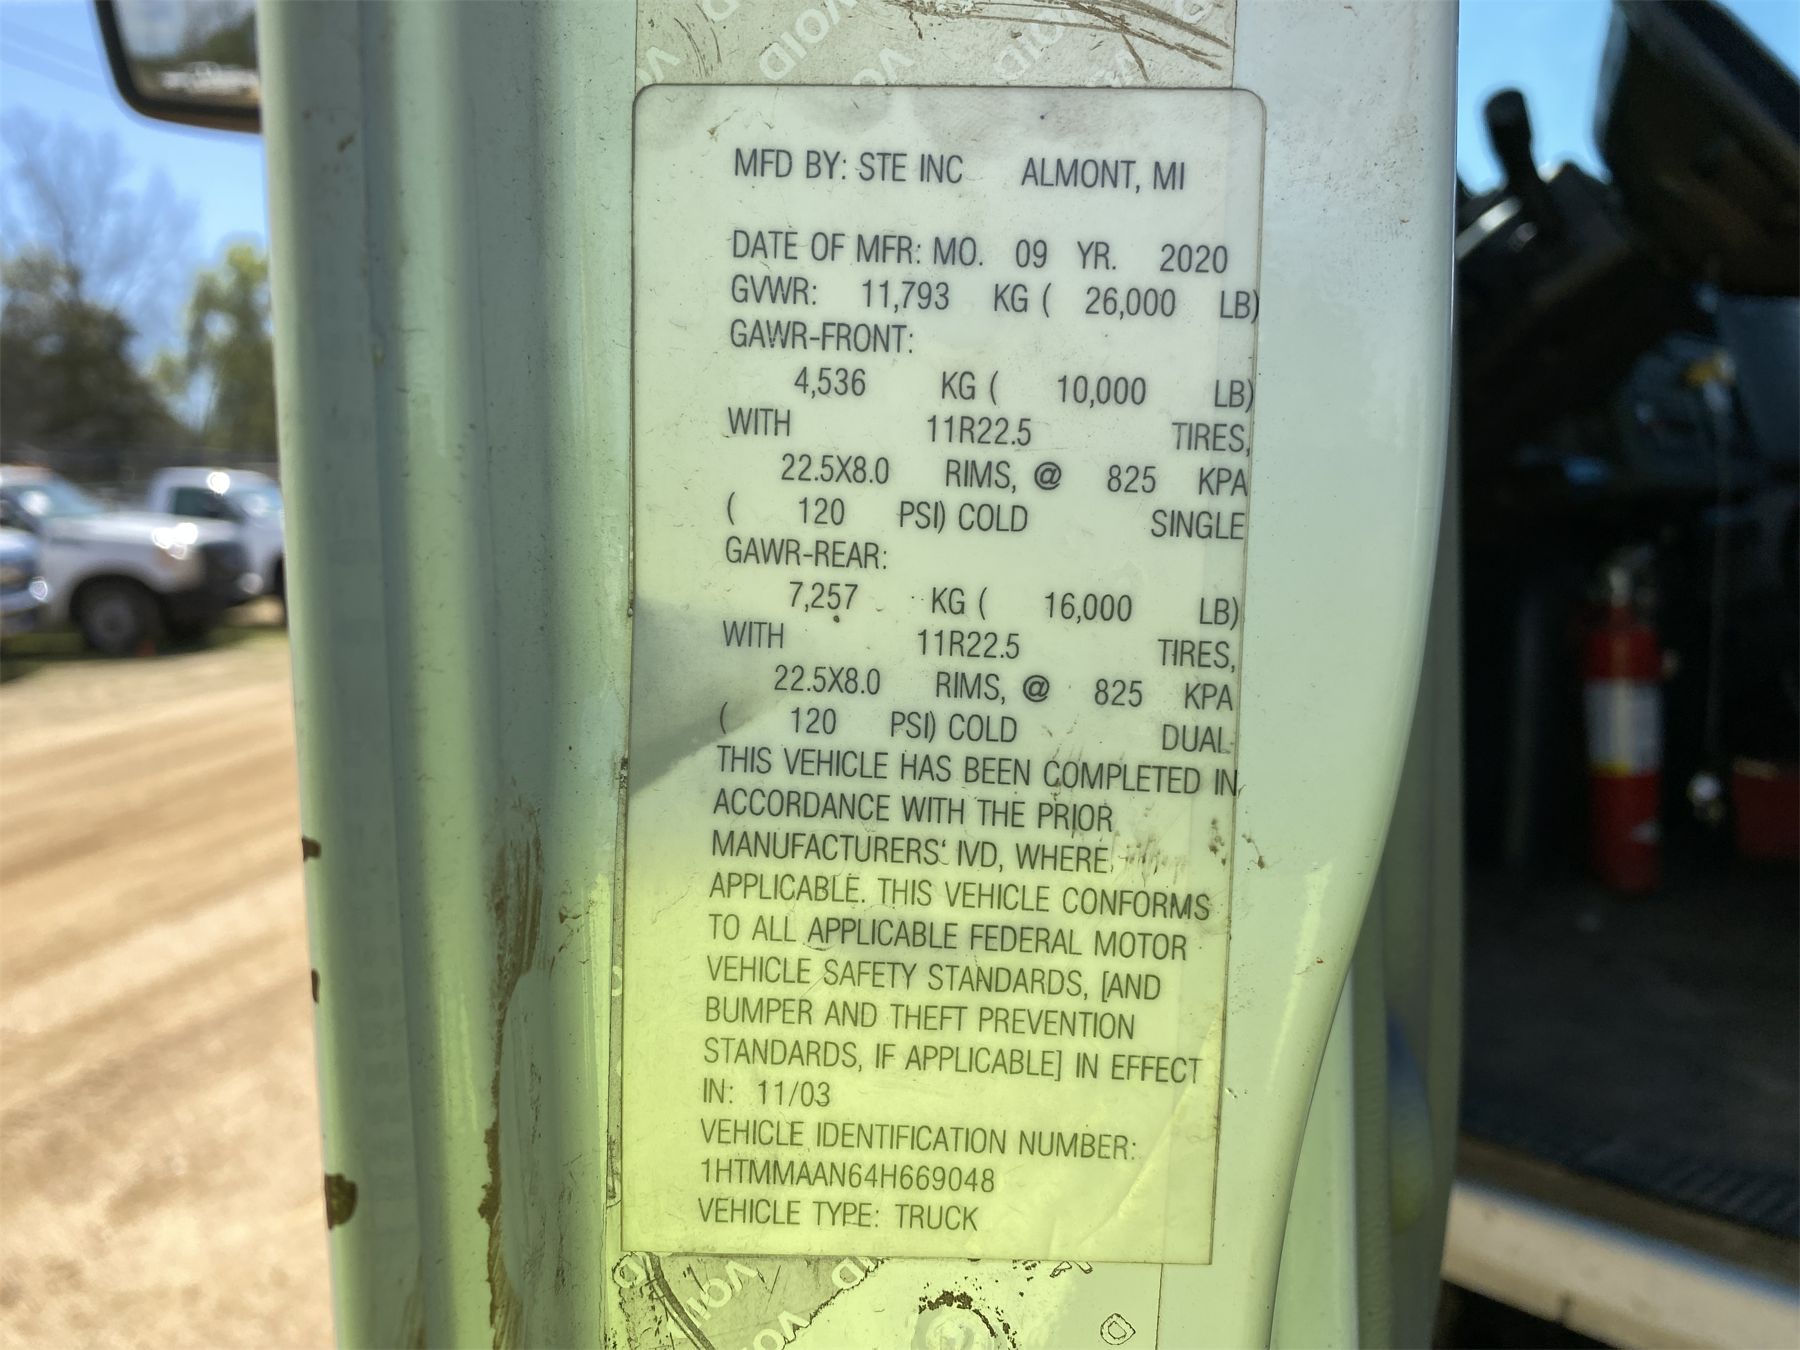 VOID VOID VOID VOID
MFD BY: STE INC ALMONT, MI
DATE OF MFR: MO. 09 YR. 2020
GVWR: 11,793 KG ( 26,000 LB)
GAWR-FRONT:
4,536 KG ( 10,000 LB)
WITH 11R22.5 TIRES,
22.5X8.0 RIMS, @ 825 KPA
( 120 PSI) COLD SINGLE
GAWR-REAR:
7,257 KG ( 16,000 LB)
WITH 11R22.5 TIRES,
22.5X8.0 RIMS, @ 825 KPA
( 120 PSI) COLD DUAL
THIS VEHICLE HAS BEEN COMPLETED IN
ACCORDANCE WITH THE PRIOR
MANUFACTURERS' IVD, WHERE
APPLICABLE. THIS VEHICLE CONFORMS
TO ALL APPLICABLE FEDERAL MOTOR
VEHICLE SAFETY STANDARDS, [AND
BUMPER AND THEFT PREVENTION
STANDARDS, IF APPLICABLE] IN EFFECT
IN: 11/03
VEHICLE IDENTIFICATION NUMBER:
1HTMMAAN64H669048
VEHICLE TYPE: TRUCK
VOID